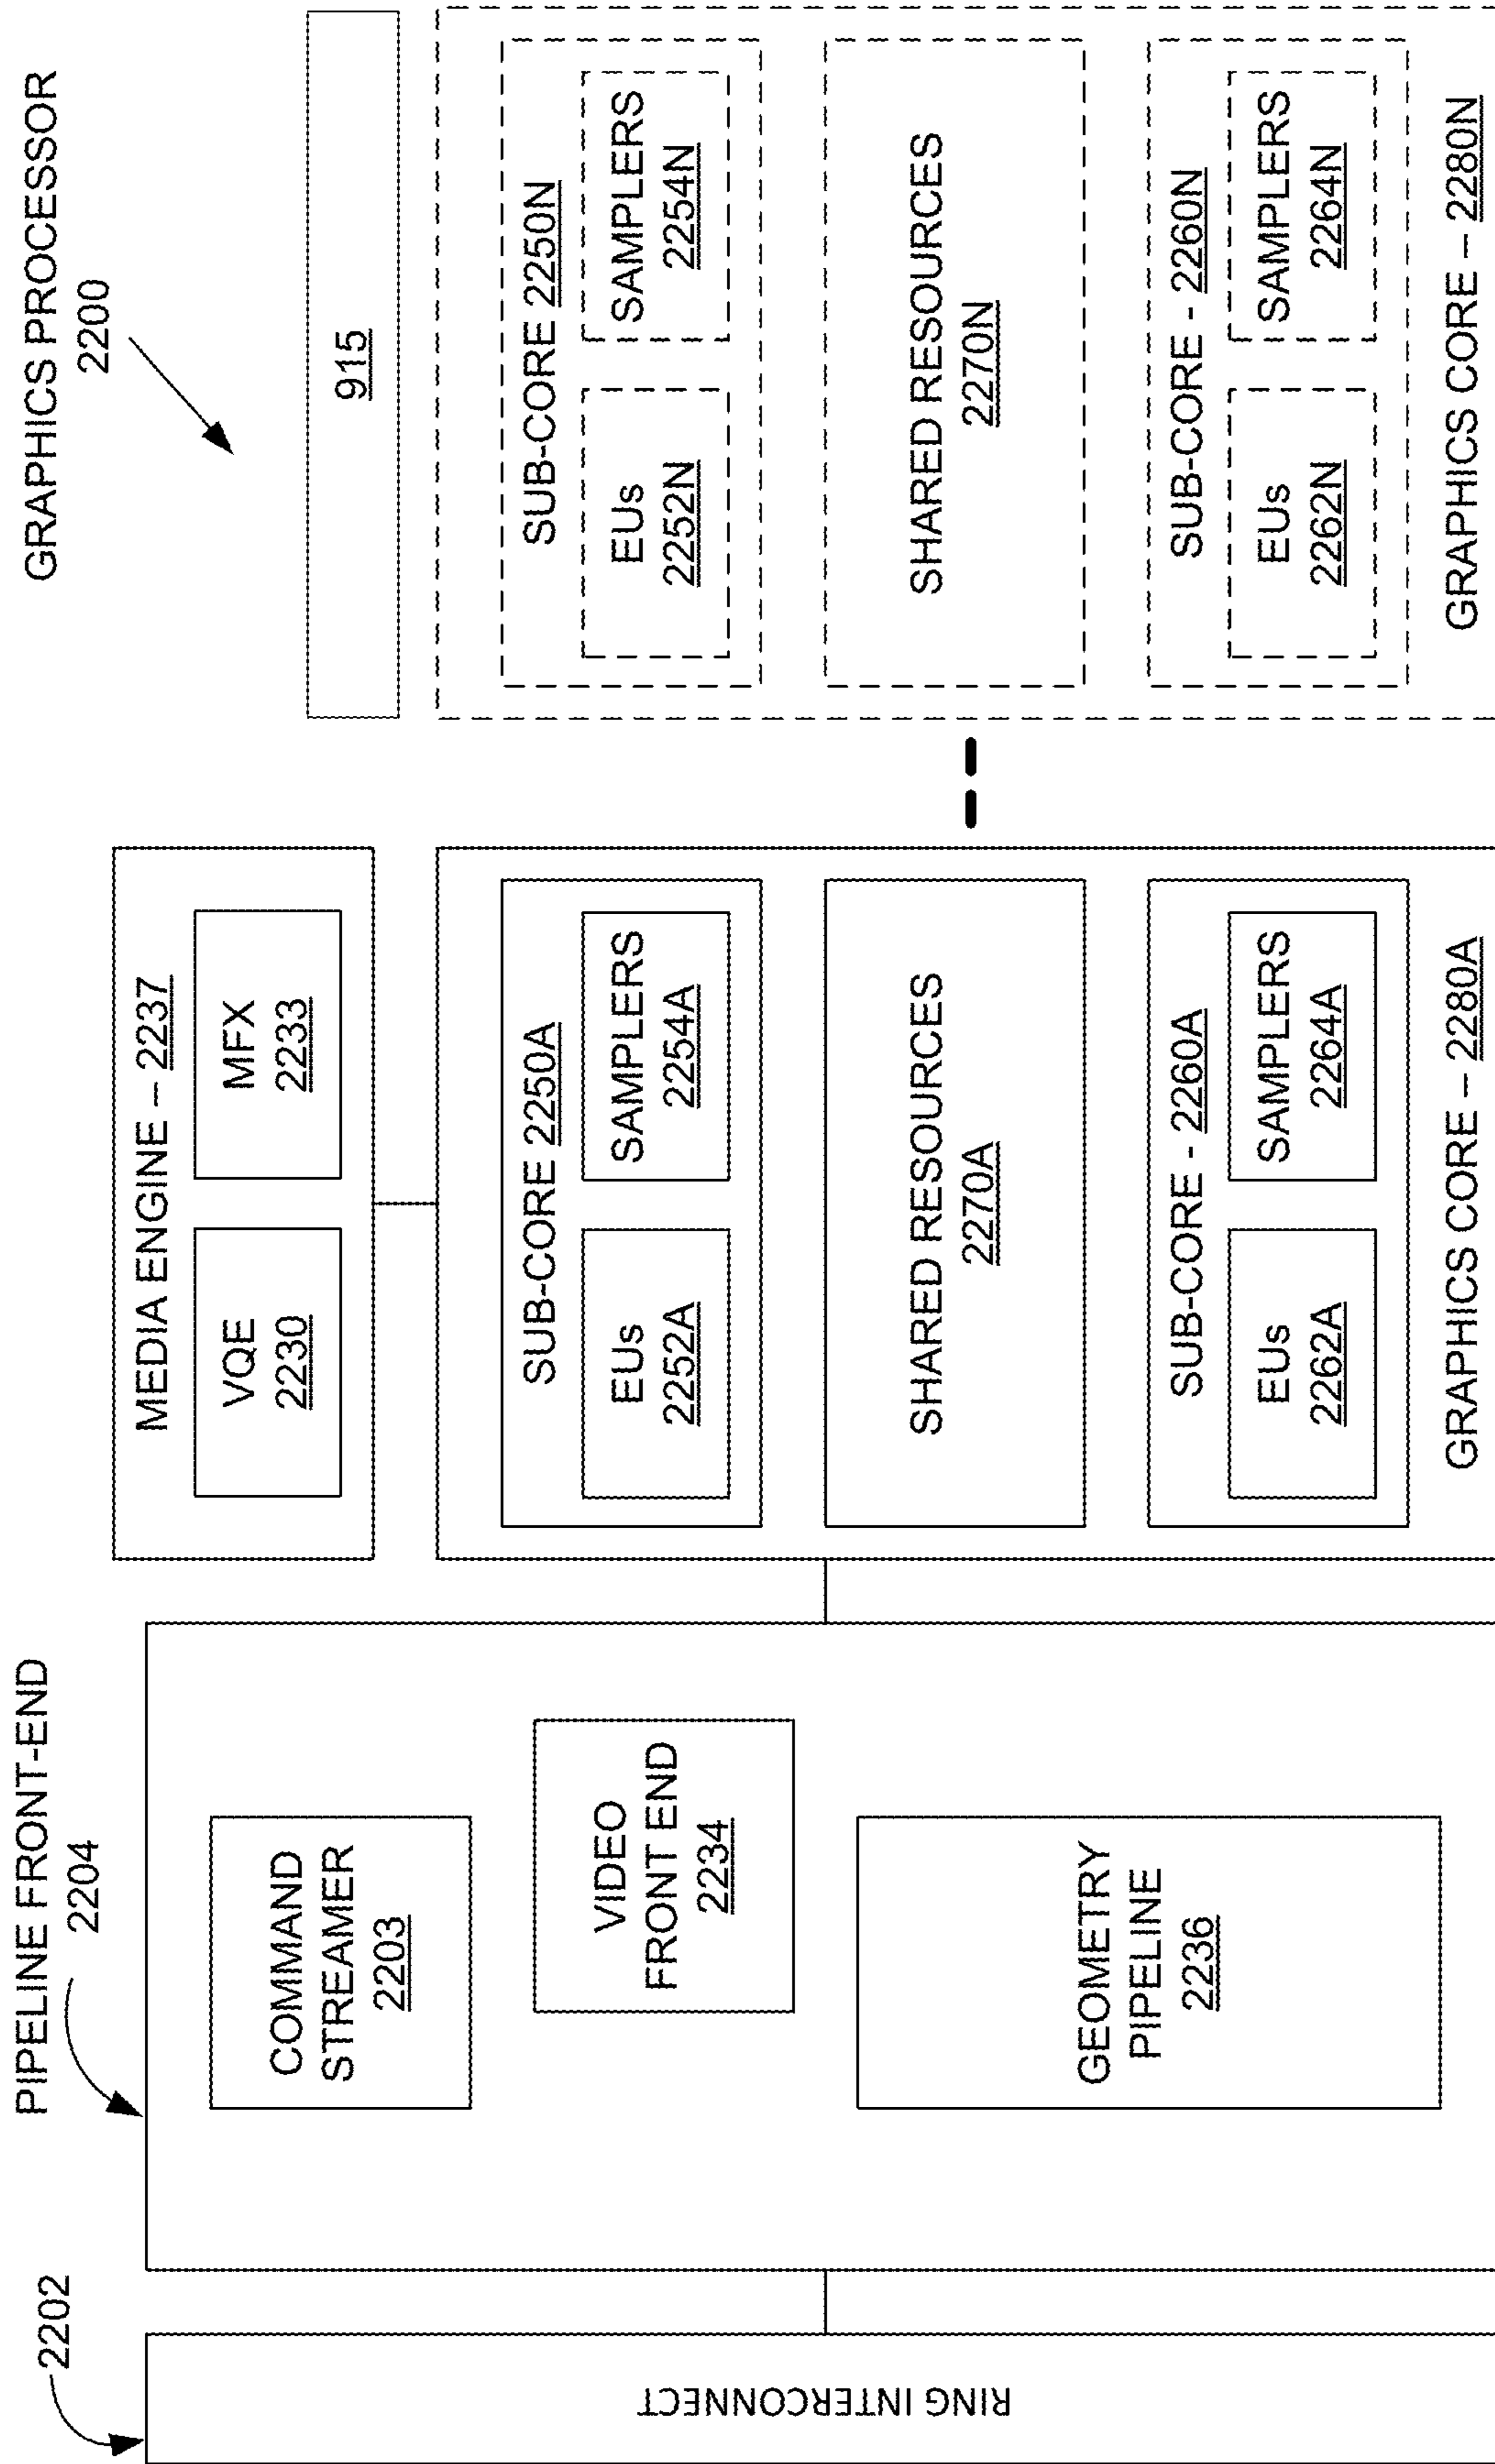 GRAPHICS PROCESSOR
2200
PIPELINE FRONT-END
2204
2202
RING INTERCONNECT
COMMAND
STREAMER
2203
VIDEO
FRONT END
2234
GEOMETRY
PIPELINE
2236
MEDIA ENGINE – 2237
VQE
2230
MFX
2233
SUB-CORE 2250A
EUs
2252A
SAMPLERS
2254A
SHARED RESOURCES
2270A
SUB-CORE - 2260A
EUs
2262A
SAMPLERS
2264A
GRAPHICS CORE – 2280A
915
SUB-CORE 2250N
EUs
2252N
SAMPLERS
2254N
SHARED RESOURCES
2270N
SUB-CORE - 2260N
EUs
2262N
SAMPLERS
2264N
GRAPHICS CORE – 2280N